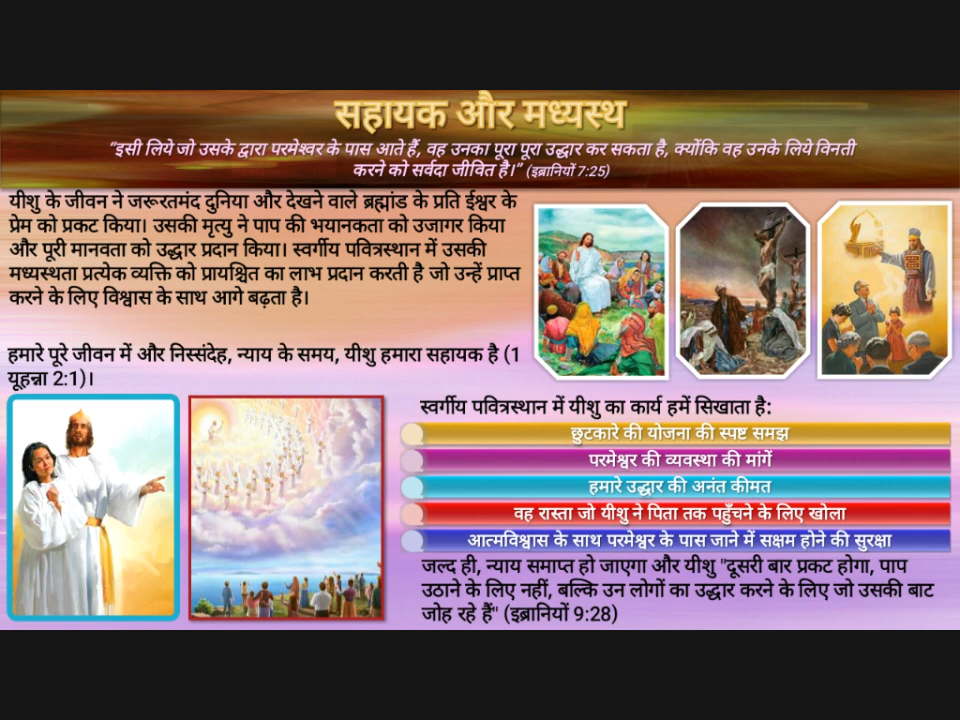 सहायक और मध्यस्थ
"इसी लिये जो उसके द्वारा परमेश्वर के पास आते हैं, वह उनका पूरा पूरा उद्धार कर सकता है, क्योंकि वह उनके लिये विनती
करने को सर्वदा जीवित है।" (इब्रानियों 7:25)
यीशु के जीवन ने जरूरतमंद दुनिया और देखने वाले ब्रह्मांड के प्रति ईश्वर के
प्रेम को प्रकट किया। उसकी मृत्यु ने पाप की भयानकता को उजागर किया
और पूरी मानवता को उद्धार प्रदान किया। स्वर्गीय पवित्रस्थान में उसकी
मध्यस्थता प्रत्येक व्यक्ति को प्रायश्चित का लाभ प्रदान करती है जो उन्हें प्राप्त
करने के लिए विश्वास के साथ आगे बढ़ता है।
हमारे पूरे जीवन में और निस्संदेह, न्याय के समय, यीशु हमारा सहायक है (1
यूहन्ना 2:1)।
स्वर्गीय पवित्रस्थान में यीशु का कार्य हमें सिखाता है:
छुटकारे की योजना की स्पष्ट समझ
परमेश्वर की व्यवस्था की मांगें
हमारे उद्धार की अनंत कीमत
वह रास्ता जो यीशु ने पिता तक पहुँचने के लिए खोला
आत्मविश्वास के साथ परमेश्वर के पास जाने में सक्षम होने की सुरक्षा
जल्द ही, न्याय समाप्त हो जाएगा और यीशु "दूसरी बार प्रकट होगा, पाप
उठाने के लिए नहीं, बल्कि उन लोगों का उद्धार करने के लिए जो उसकी बाट
जोह रहे हैं" (इब्रानियों 9:28)